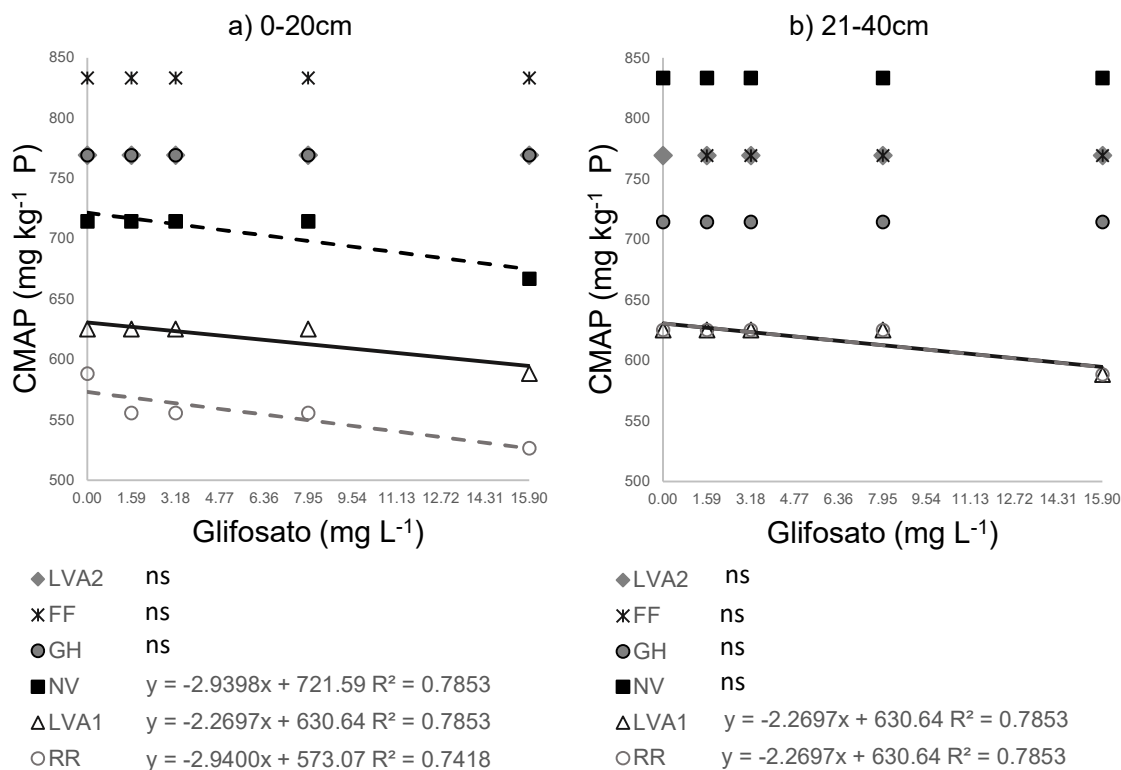 a) 0-20cm
CMAP (mg kg⁻¹ P)
850
800
750
700
650
600
550
500
0.00 1.59 3.18 4.77 6.36 7.95 9.54 11.13 12.72 14.31 15.90
Glifosato (mg L⁻¹)
LVA2 ns
FF ns
GH ns
NV y = -2.9398x + 721.59 R² = 0.7853
LVA1 y = -2.2697x + 630.64 R² = 0.7853
RR y = -2.9400x + 573.07 R² = 0.7418
b) 21-40cm
CMAP (mg kg⁻¹ P)
850
800
750
700
650
600
550
500
0.00 1.59 3.18 4.77 6.36 7.95 9.54 11.13 12.72 14.31 15.90
Glifosato (mg L⁻¹)
LVA2 ns
FF ns
GH ns
NV ns
LVA1 y = -2.2697x + 630.64 R² = 0.7853
RR y = -2.2697x + 630.64 R² = 0.7853